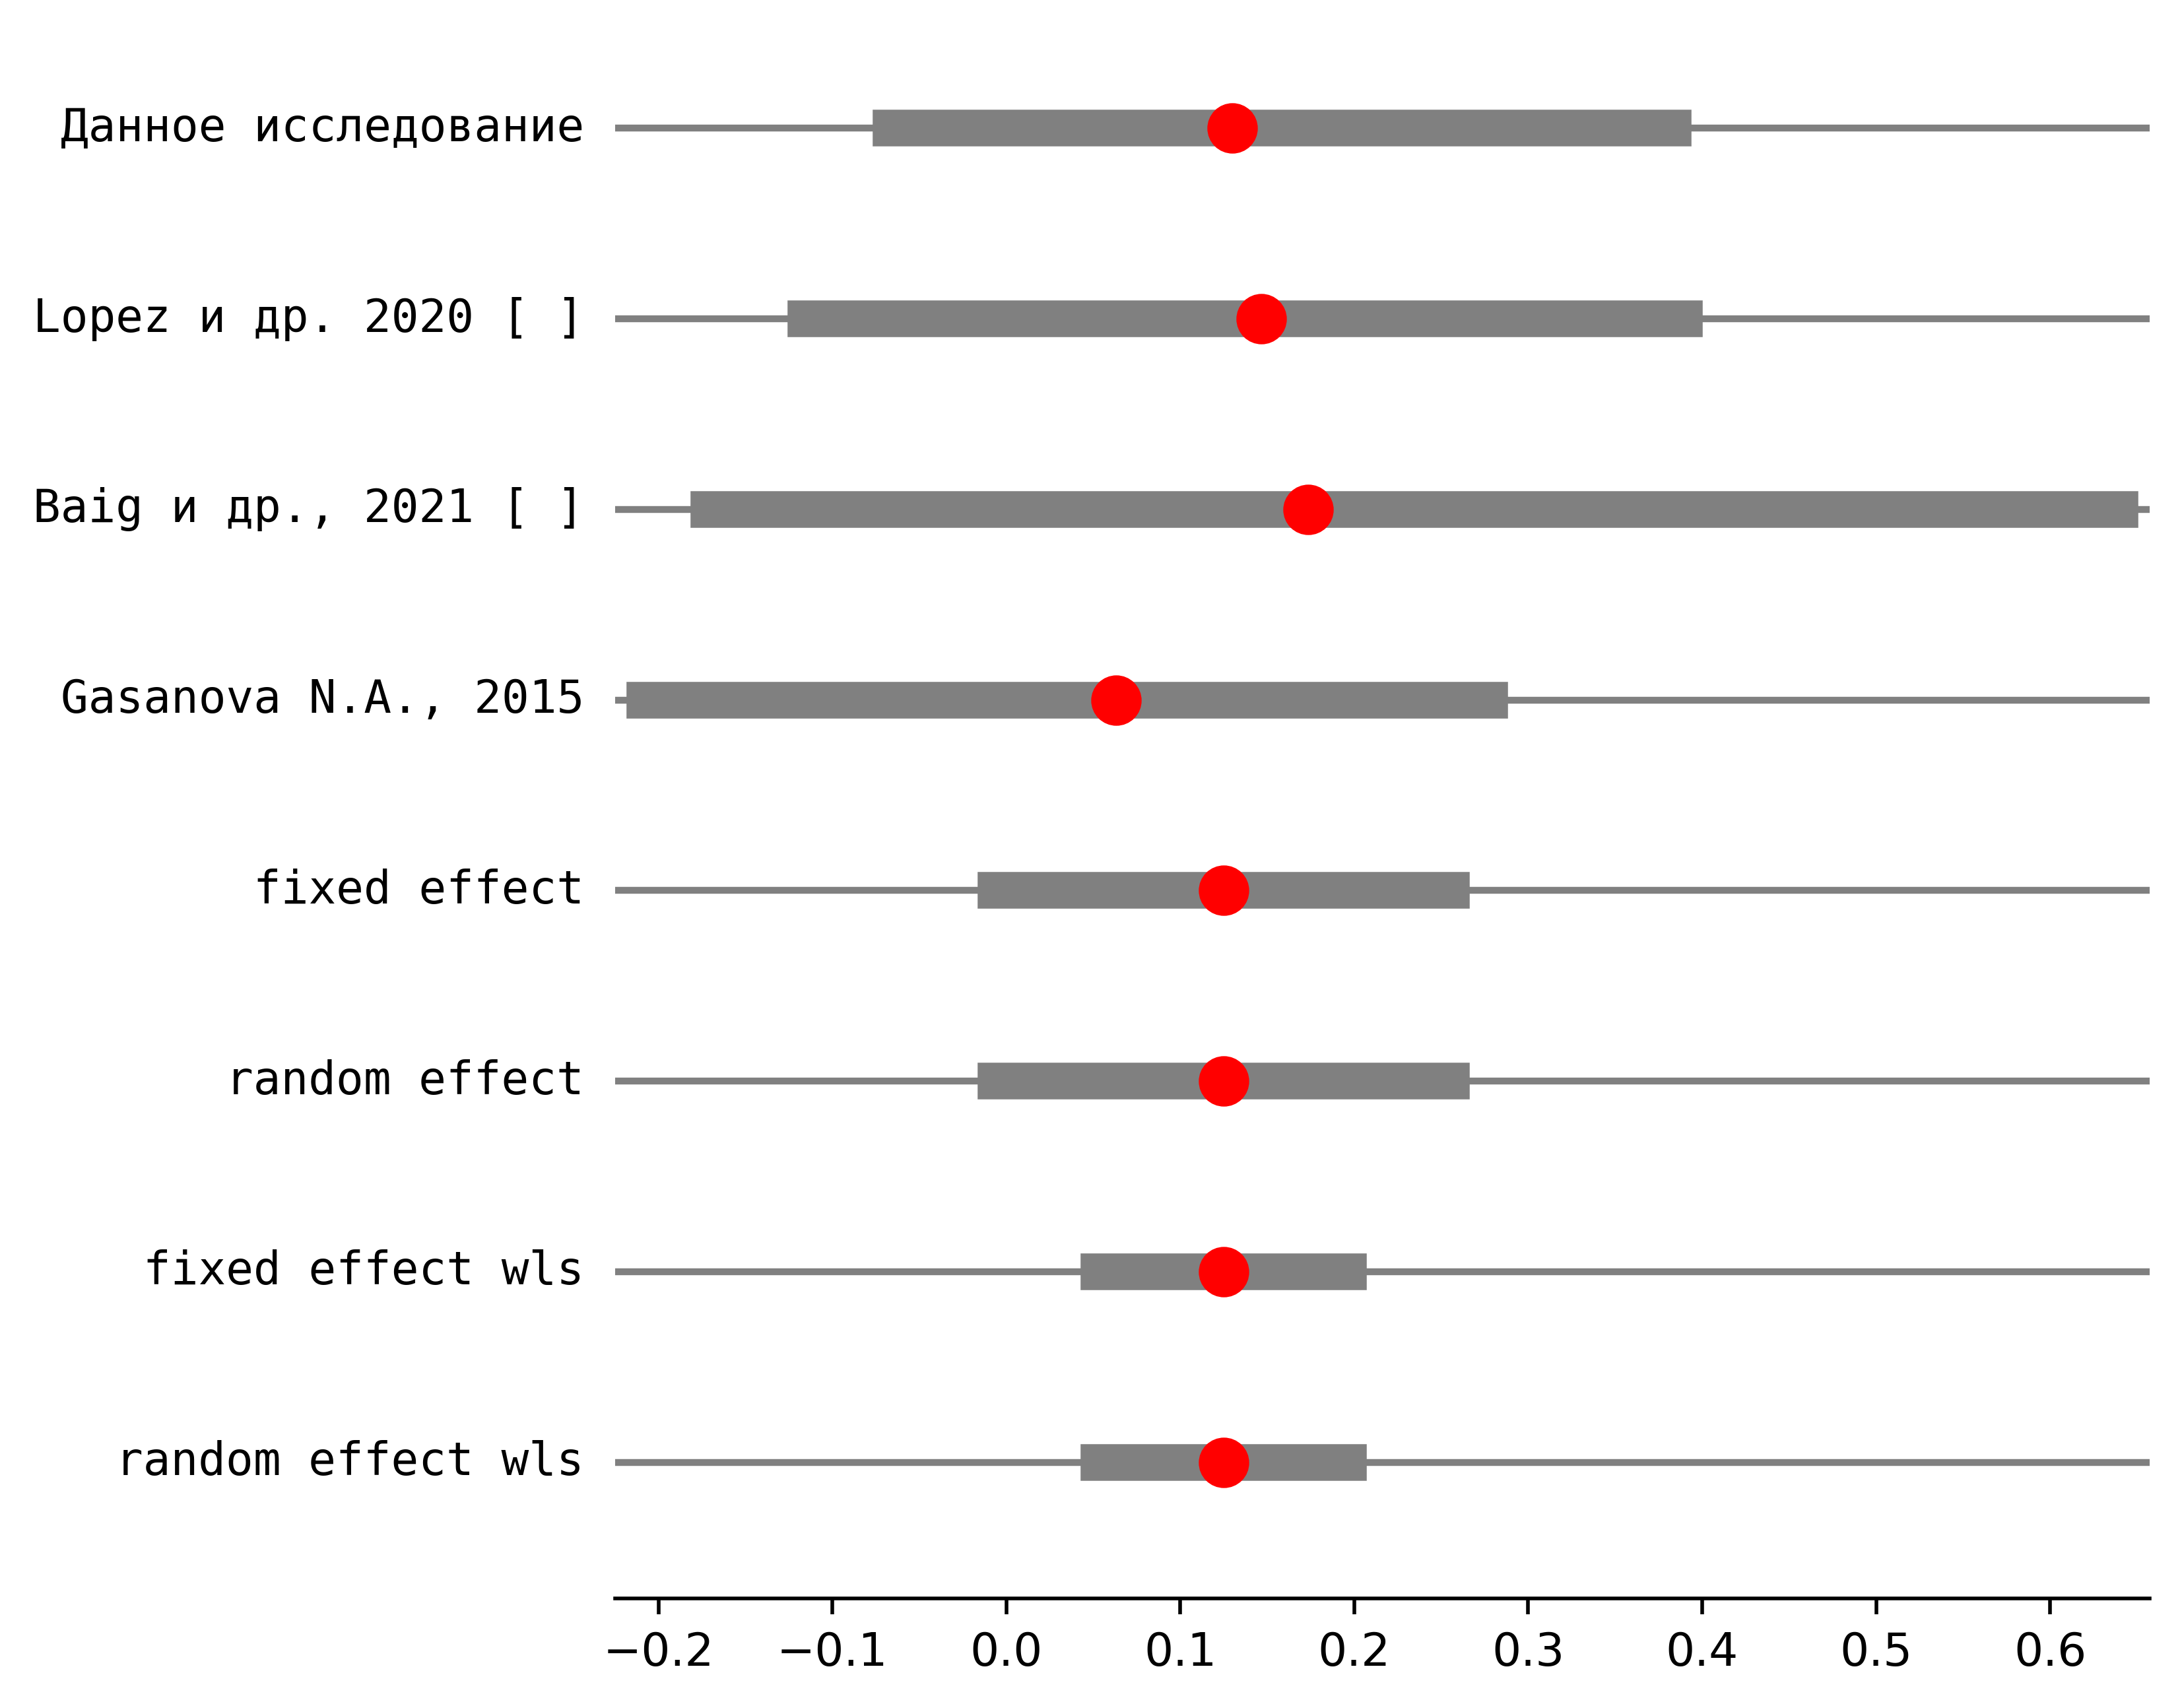 Данное исследование
Lopez и др. 2020 [ ]
Baig и др., 2021 [ ]
Gasanova N.A., 2015
fixed effect
random effect
fixed effect wls
random effect wls
−0.2 −0.1 0.0 0.1 0.2 0.3 0.4 0.5 0.6